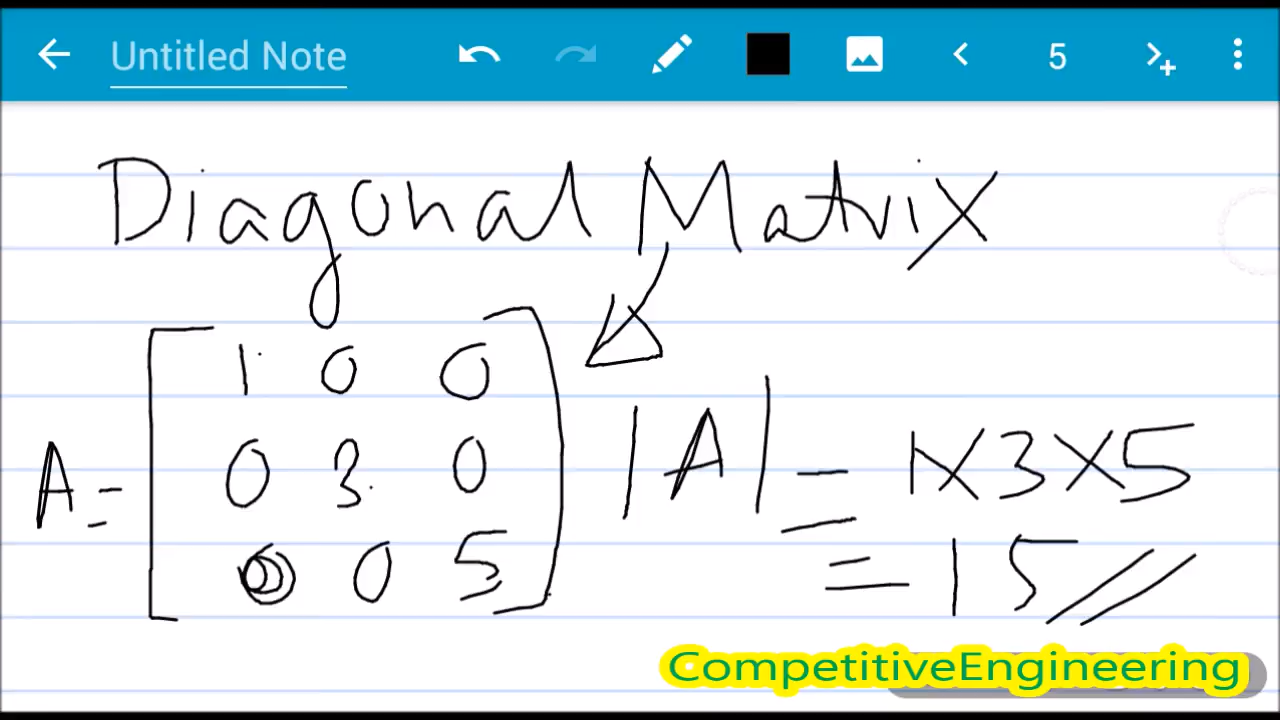 Untitled Note 5
Diagonal Matrix
A = [ 1 0 0
0 3 0
0 0 5 ]
|A| = 1×3×5
= 15//
CompetitiveEngineering